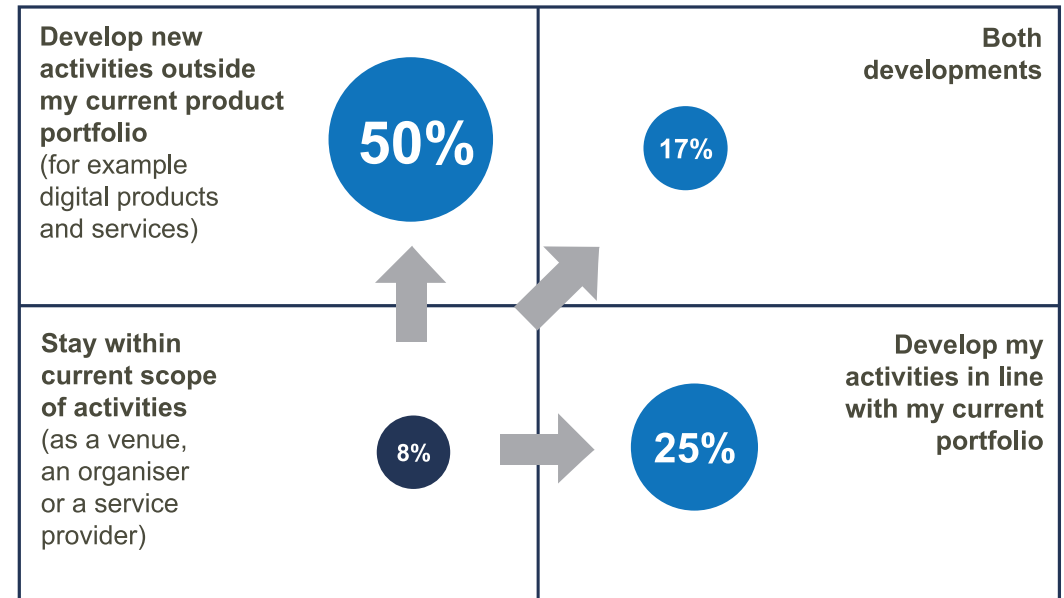 Develop new
activities outside
my current product
portfolio
(for example
digital products
and services)
50%
Both
developments
17%
Stay within
current scope
of activities
(as a venue,
an organiser
or a service
provider)
8%
Develop my
activities in line
with my current
portfolio
25%